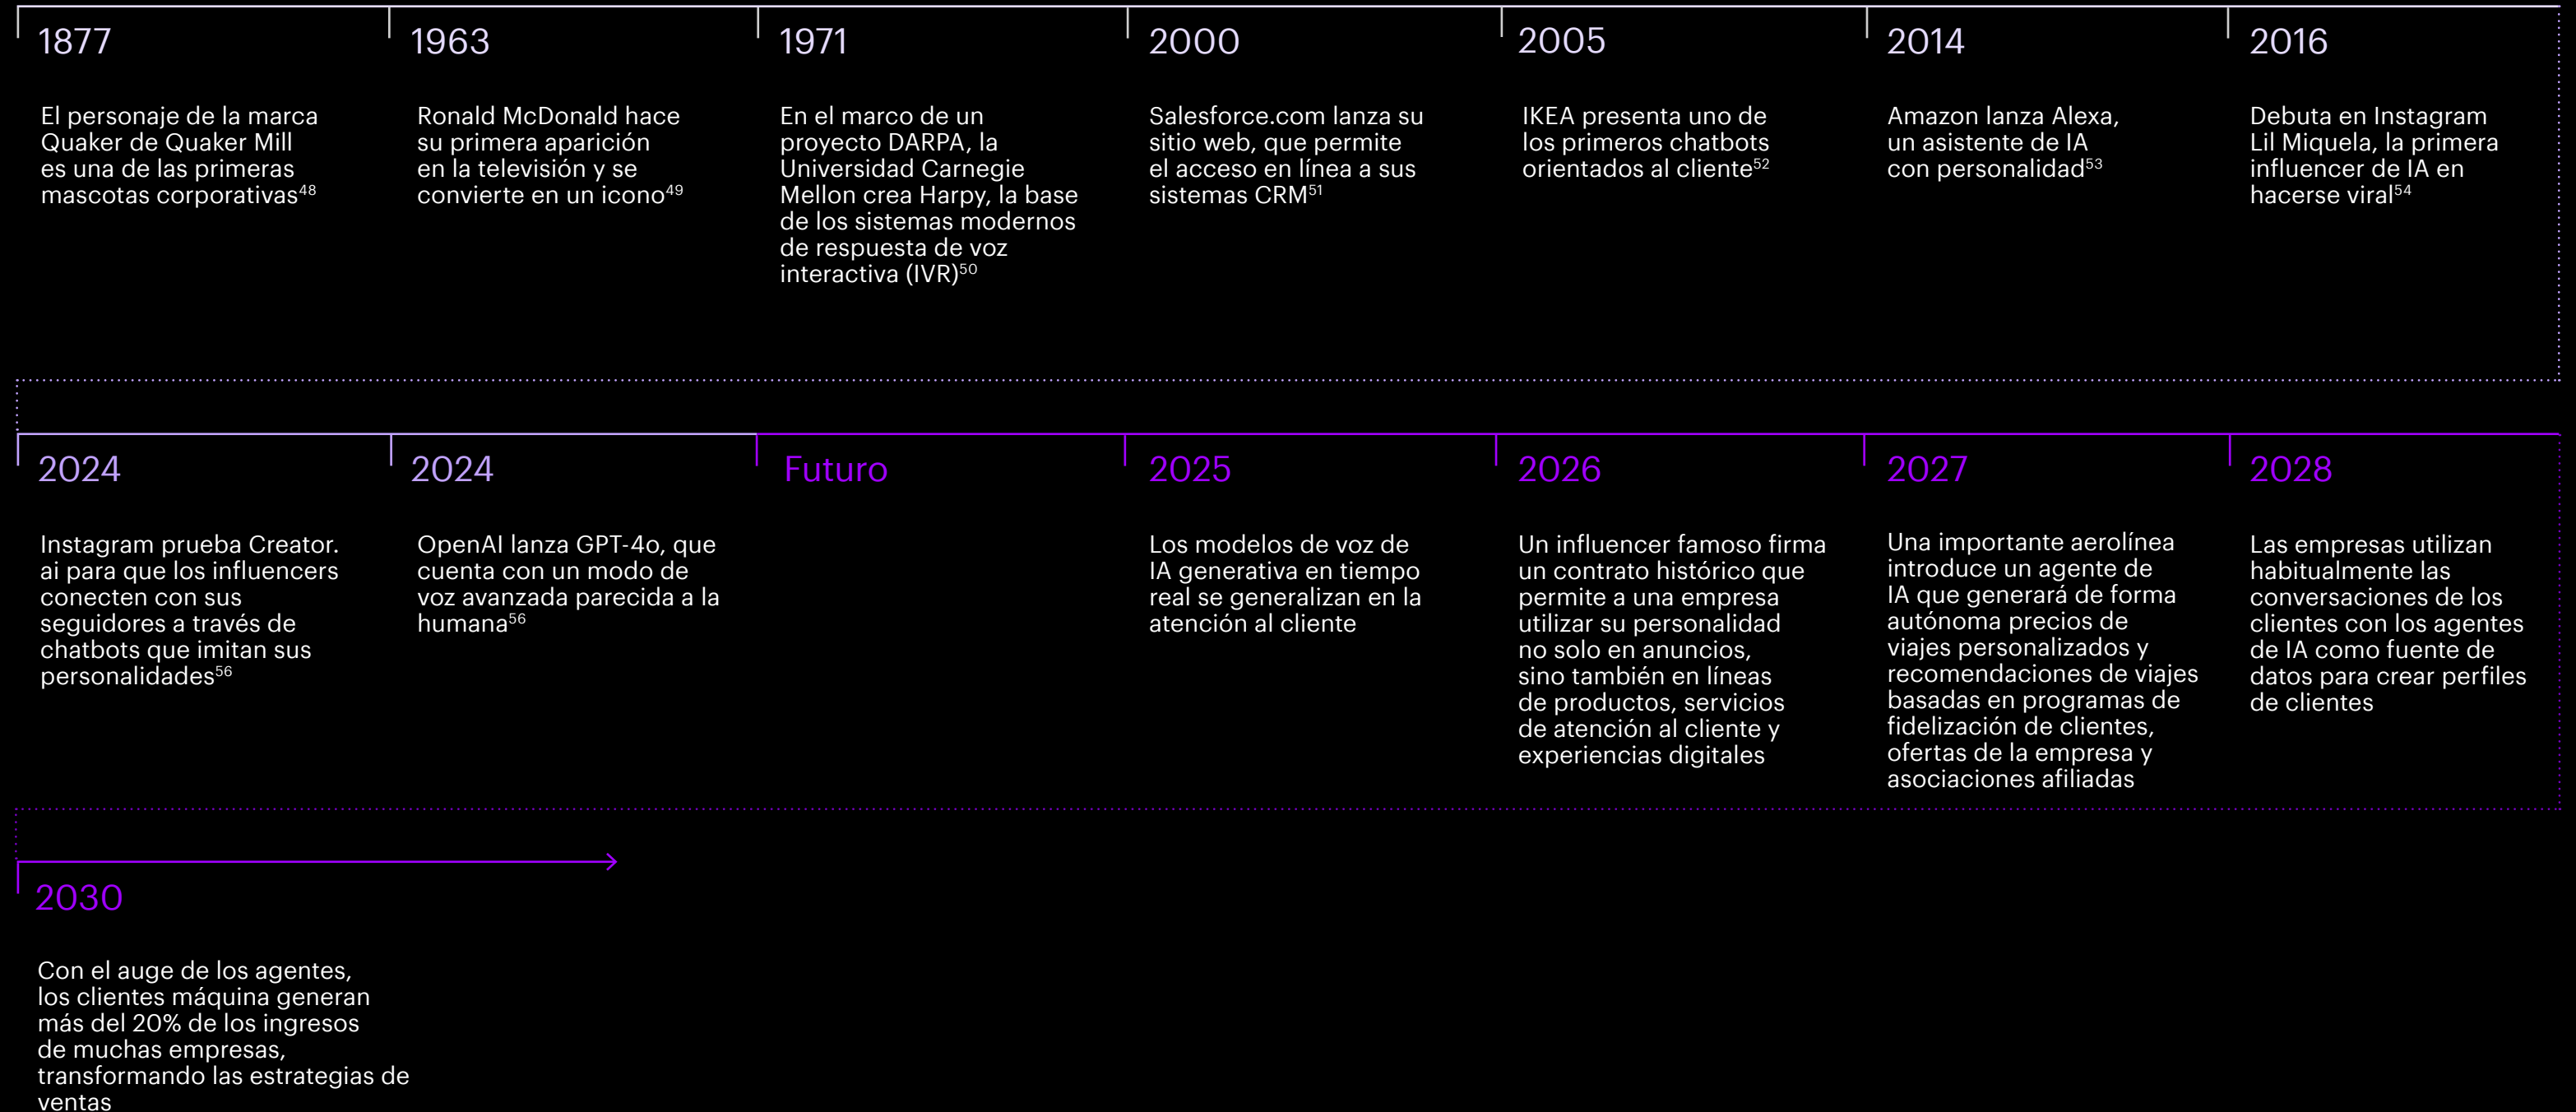 1877
El personaje de la marca
Quaker de Quaker Mill
es una de las primeras
mascotas corporativas48
1963
Ronald McDonald hace
su primera aparición
en la televisión y se
convierte en un icono49
1971
En el marco de un
proyecto DARPA, la
Universidad Carnegie
Mellon crea Harpy, la base
de los sistemas modernos
de respuesta de voz
interactiva (IVR)50
2000
Salesforce.com lanza su
sitio web, que permite
el acceso en línea a sus
sistemas CRM51
2005
IKEA presenta uno de
los primeros chatbots
orientados al cliente52
2014
Amazon lanza Alexa,
un asistente de IA
con personalidad53
2016
Debuta en Instagram
Lil Miquela, la primera
influencer de IA en
hacerse viral54
2024
Instagram prueba Creator.
ai para que los influencers
conecten con sus
seguidores a través de
chatbots que imitan sus
personalidades56
2024
OpenAI lanza GPT-4o, que
cuenta con un modo de
voz avanzada parecida a la
humana56
Futuro
2025
Los modelos de voz de
IA generativa en tiempo
real se generalizan en la
atención al cliente
2026
Un influencer famoso firma
un contrato histórico que
permite a una empresa
utilizar su personalidad
no solo en anuncios,
sino también en líneas
de productos, servicios
de atención al cliente y
experiencias digitales
2027
Una importante aerolínea
introduce un agente de
IA que generará de forma
autónoma precios de
viajes personalizados y
recomendaciones de viajes
basadas en programas de
fidelización de clientes,
ofertas de la empresa y
asociaciones afiliadas
2028
Las empresas utilizan
habitualmente las
conversaciones de los
clientes con los agentes
de IA como fuente de
datos para crear perfiles
de clientes
2030
Con el auge de los agentes,
los clientes máquina generan
más del 20% de los ingresos
de muchas empresas,
transformando las estrategias de
ventas